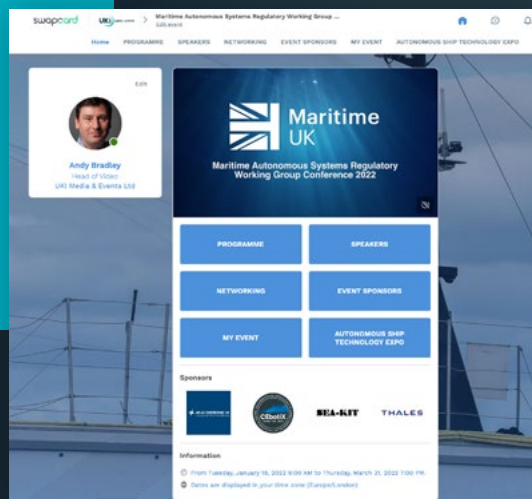 swapcard
Maritime Autonomous Systems Regulatory Working Group ...
Edit event
Home PROGRAMME SPEAKERS NETWORKING EVENT SPONSORS MY EVENT AUTONOMOUS SHIP TECHNOLOGY EXPO
Edit
Andy Bradley
Head of Video
UKI Media & Events Ltd
Maritime
UK
Maritime Autonomous Systems Regulatory
Working Group Conference 2022
PROGRAMME SPEAKERS
NETWORKING EVENT SPONSORS
MY EVENT AUTONOMOUS SHIP
TECHNOLOGY EXPO
Sponsors
CEbotiX
SEA-KIT THALES
Information
From Tuesday, January 18, 2022 9:00 AM to Thursday, March 31, 2022 7:00 PM.
Dates are displayed in your time zone (Europe/London)